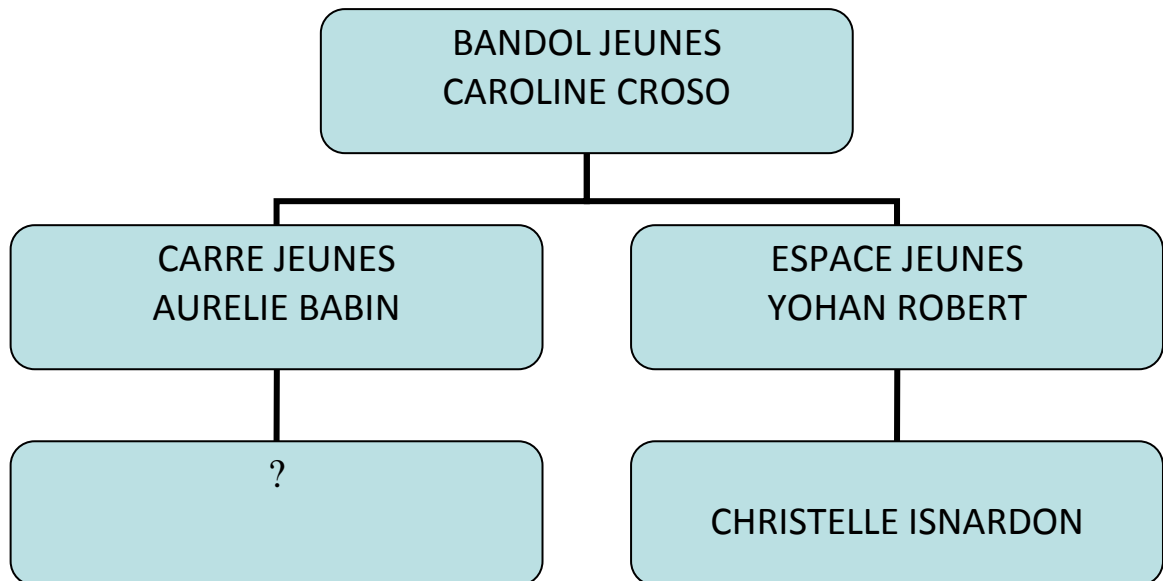 BANDOL JEUNES
CAROLINE CROSO
CARRE JEUNES
AURELIE BABIN
ESPACE JEUNES
YOHAN ROBERT
?
CHRISTELLE ISNARDON